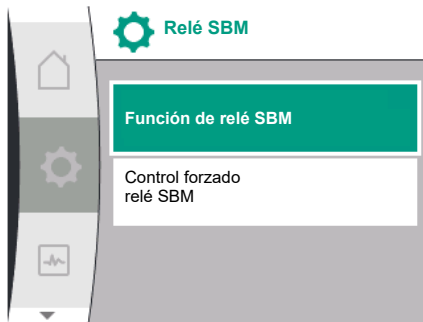 Relé SBM
Función de relé SBM
Control forzado
relé SBM